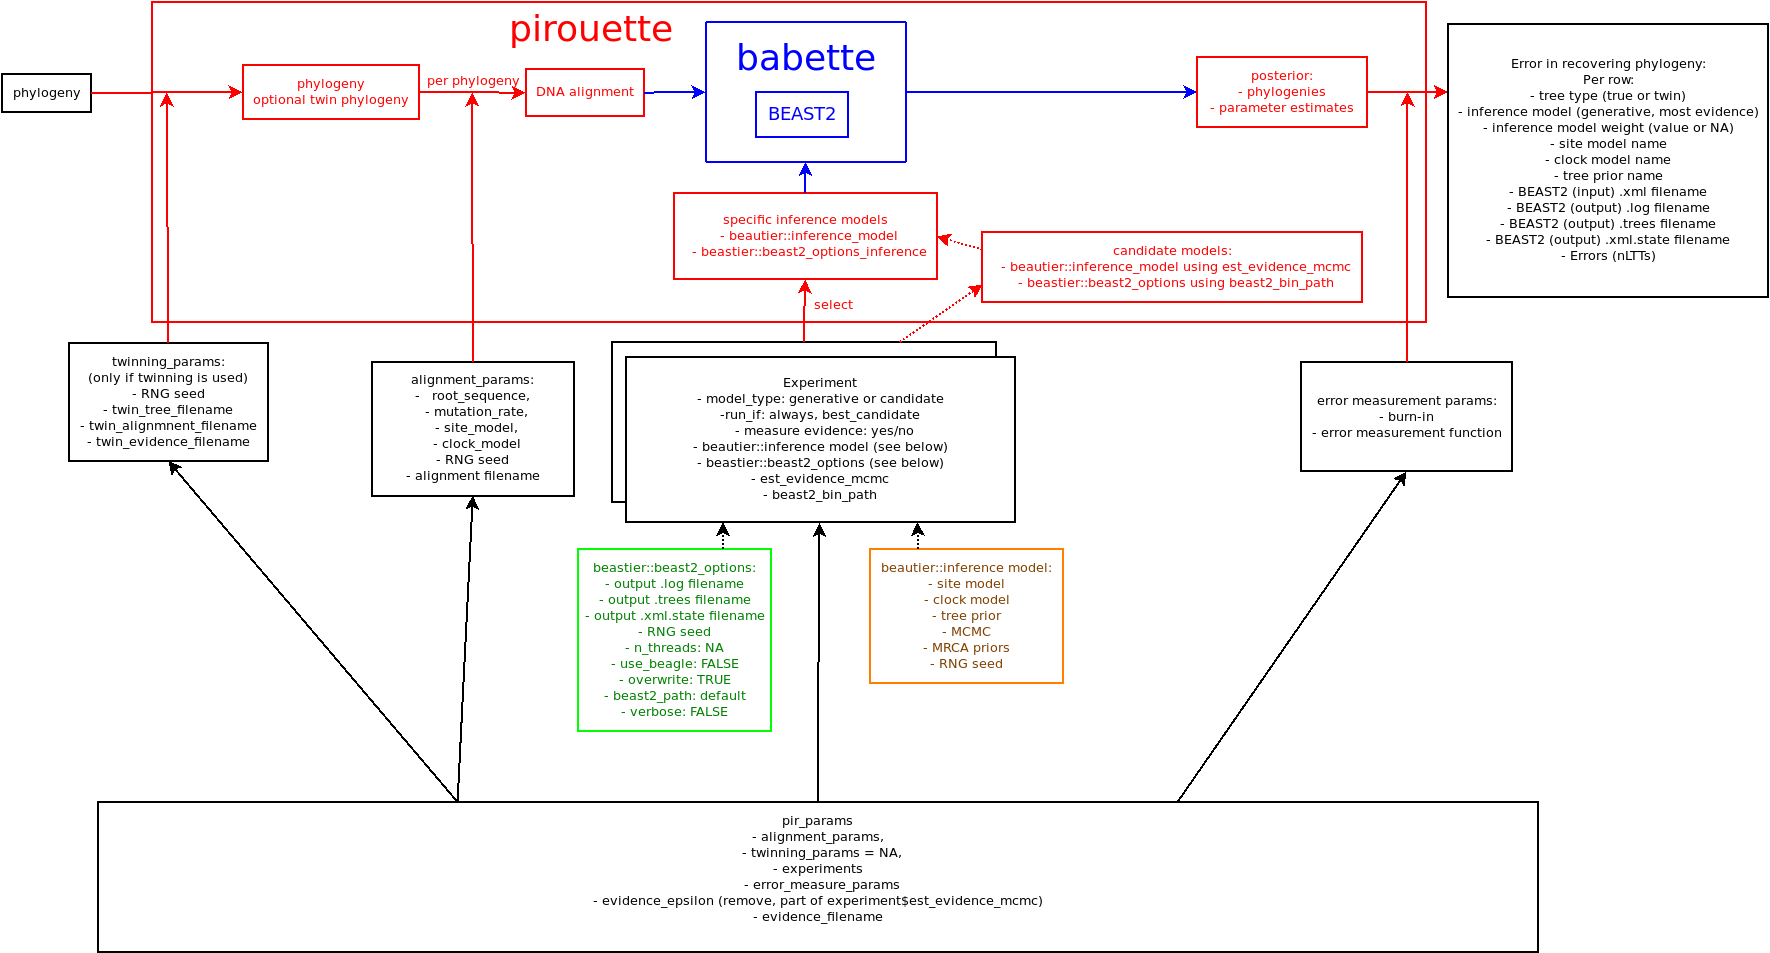 pirouette
phylogeny
phylogeny
optional twin phylogeny
per phylogeny
DNA alignment
babette
BEAST2
posterior:
- phylogenies
- parameter estimates
Error in recovering phylogeny:
Per row:
- tree type (true or twin)
- inference model (generative, most evidence)
- inference model weight (value or NA)
- site model name
- clock model name
- tree prior name
- BEAST2 (input) .xml filename
- BEAST2 (output) .log filename
- BEAST2 (output) .trees filename
- BEAST2 (output) .xml.state filename
- Errors (nLTTs)
specific inference models
- beautier::inference_model
- beastier::beast2_options_inference
candidate models:
- beautier::inference_model using est_evidence_mcmc
- beastier::beast2_options using beast2_bin_path
select
twinning_params:
(only if twinning is used)
- RNG seed
- twin_tree_filename
- twin_alignmnent_filename
- twin_evidence_filename
alignment_params:
- root_sequence,
- mutation_rate,
- site_model,
- clock_model
- RNG seed
- alignment filename
Experiment
- model_type: generative or candidate
-run_if: always, best_candidate
- measure evidence: yes/no
- beautier::inference model (see below)
- beastier::beast2_options (see below)
- est_evidence_mcmc
- beast2_bin_path
error measurement params:
- burn-in
- error measurement function
beastier::beast2_options:
- output .log filename
- output .trees filename
- output .xml.state filename
- RNG seed
- n_threads: NA
- use_beagle: FALSE
- overwrite: TRUE
- beast2_path: default
- verbose: FALSE
beautier::inference model:
- site model
- clock model
- tree prior
- MCMC
- MRCA priors
- RNG seed
pir_params
- alignment_params,
- twinning_params = NA,
- experiments
- error_measure_params
- evidence_epsilon (remove, part of experiment$est_evidence_mcmc)
- evidence_filename